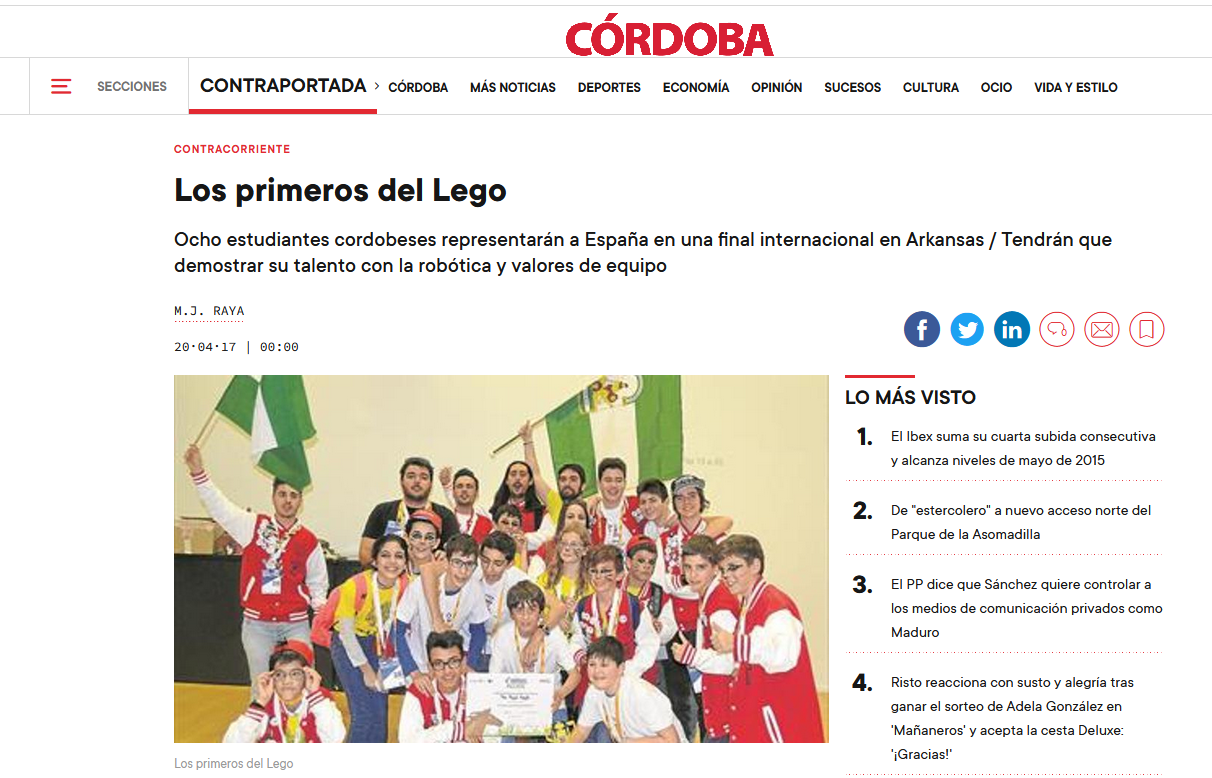 CÓRDOBA
SECCIONES
CONTRAPORTADA › CÓRDOBA MÁS NOTICIAS DEPORTES ECONOMÍA OPINIÓN SUCESOS CULTURA OCIO VIDA Y ESTILO
CONTRACORRIENTE
Los primeros del Lego
Ocho estudiantes cordobeses representarán a España en una final internacional en Arkansas / Tendrán que
demostrar su talento con la robótica y valores de equipo
M.J. RAYA
20·04·17 | 00:00
Los primeros del Lego
LO MÁS VISTO
1. El Ibex suma su cuarta subida consecutiva
y alcanza niveles de mayo de 2015
2. De "estercolero" a nuevo acceso norte del
Parque de la Asomadilla
3. El PP dice que Sánchez quiere controlar a
los medios de comunicación privados como
Maduro
4. Risto reacciona con susto y alegría tras
ganar el sorteo de Adela González en
'Mañaneros' y acepta la cesta Deluxe:
'¡Gracias!'